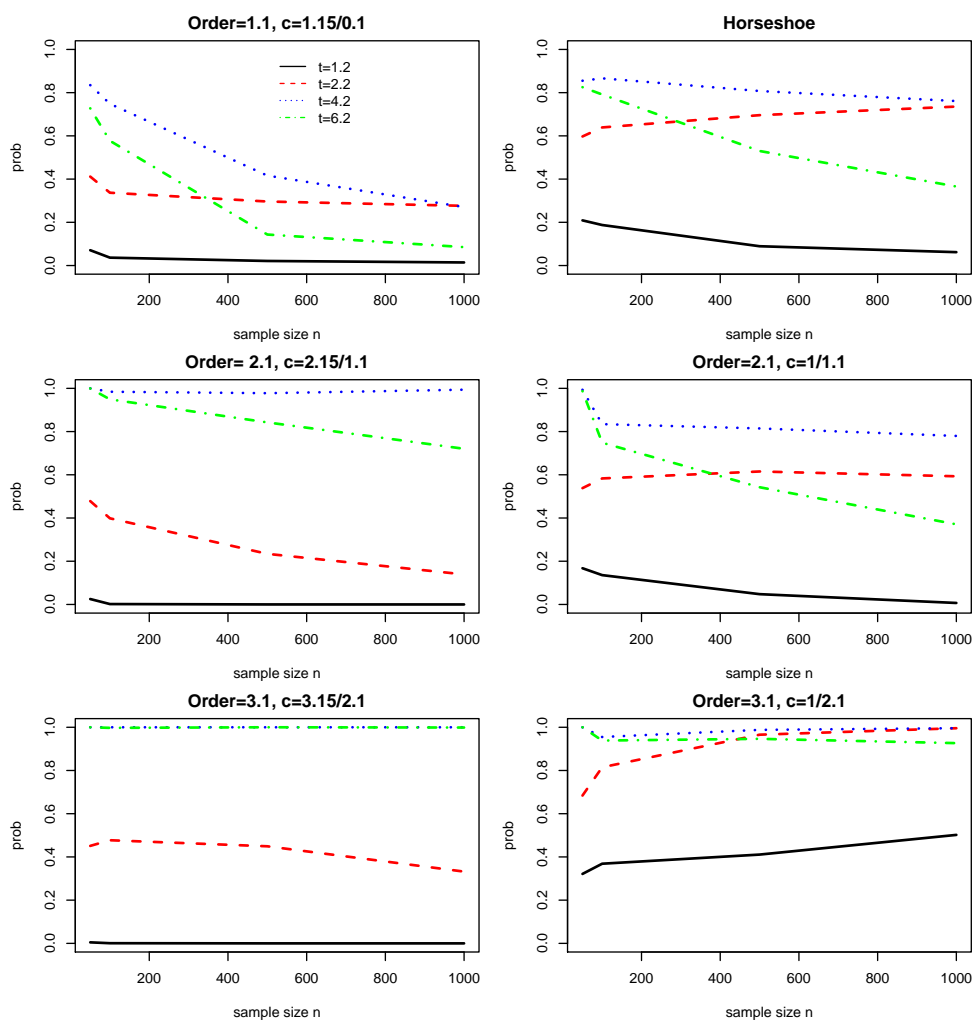 Order=1.1, c=1.15/0.1
prob
0.0 0.2 0.4 0.6 0.8 1.0
t=1.2
t=2.2
t=4.2
t=6.2
200 400 600 800 1000
sample size n
Horseshoe
prob
0.0 0.2 0.4 0.6 0.8 1.0
200 400 600 800 1000
sample size n
Order= 2.1, c=2.15/1.1
prob
0.0 0.2 0.4 0.6 0.8 1.0
200 400 600 800 1000
sample size n
Order=2.1, c=1/1.1
prob
0.0 0.2 0.4 0.6 0.8 1.0
200 400 600 800 1000
sample size n
Order=3.1, c=3.15/2.1
prob
0.0 0.2 0.4 0.6 0.8 1.0
200 400 600 800 1000
sample size n
Order=3.1, c=1/2.1
prob
0.0 0.2 0.4 0.6 0.8 1.0
200 400 600 800 1000
sample size n